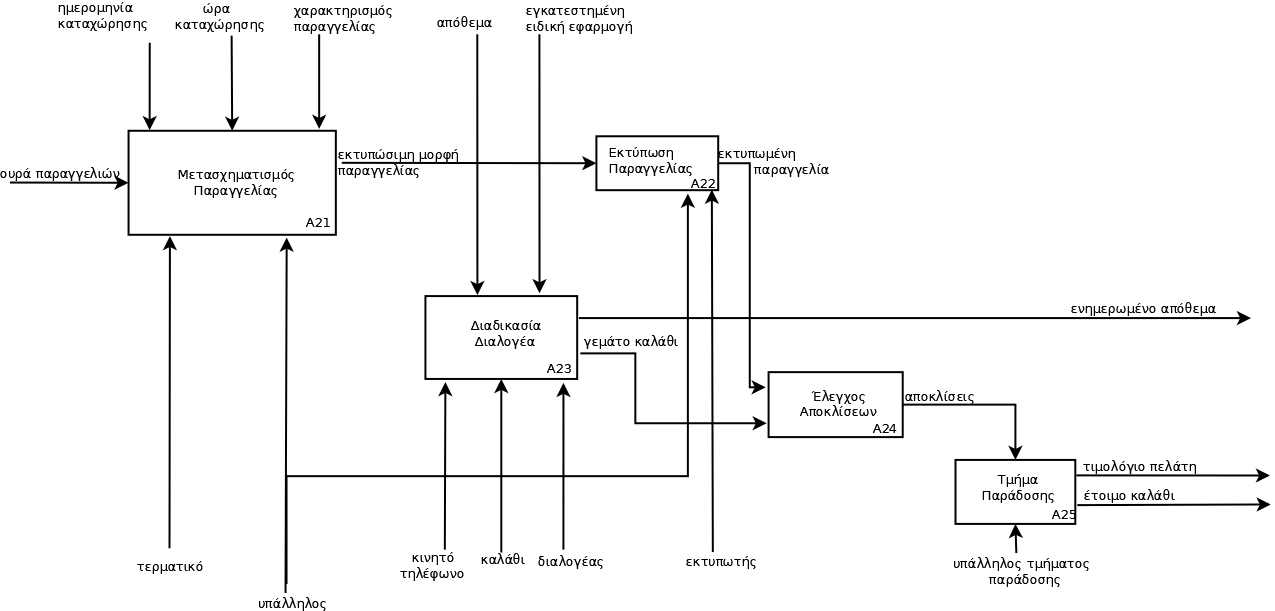 ημερομηνία
καταχώρησης
ώρα
καταχώρησης
χαρακτηρισμός
παραγγελίας
απόθεμα
εγκατεστημένη
ειδική εφαρμογή
ουρά παραγγελιών
Μετασχηματισμός
Παραγγελίας
A21
εκτυπώσιμη μορφή
παραγγελίας
Εκτύπωση
Παραγγελίας
A22
εκτυπωμένη
παραγγελία
Διαδικασία
Διαλογέα
A23
ενημερωμένο απόθεμα
γεμάτο καλάθι
Έλεγχος
Αποκλίσεων
A24
αποκλίσεις
Τμήμα
Παράδοσης
A25
τιμολόγιο πελάτη
έτοιμο καλάθι
τερματικό
υπάλληλος
κινητό
τηλέφωνο
καλάθι
διαλογέας
εκτυπωτής
υπάλληλος τμήματος
παράδοσης